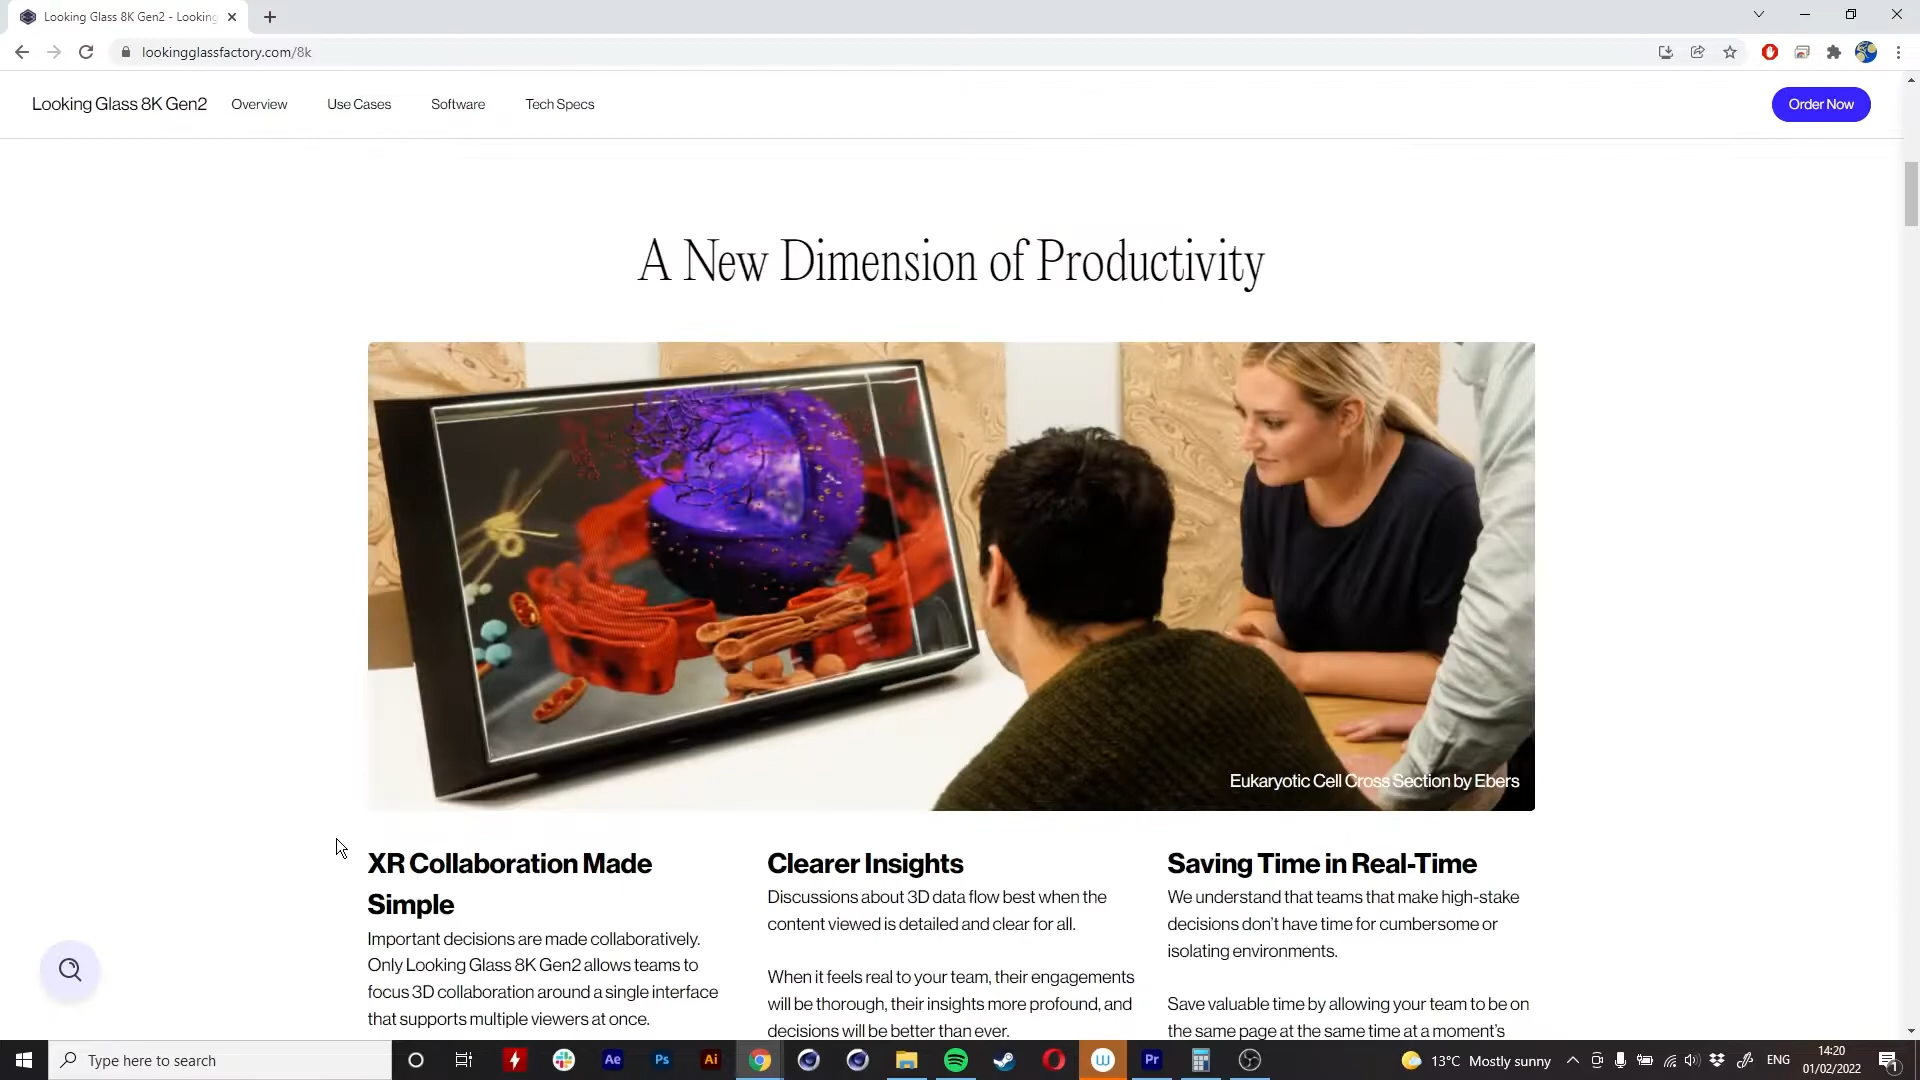 Looking Glass 8K Gen2 - Looking
lookingglassfactory.com/8k
Looking Glass 8K Gen2 Overview Use Cases Software Tech Specs Order Now
A New Dimension of Productivity
Eukaryotic Cell Cross Section by Ebers
XR Collaboration Made
Simple
Important decisions are made collaboratively.
Only Looking Glass 8K Gen2 allows teams to
focus 3D collaboration around a single interface
that supports multiple viewers at once.
Clearer Insights
Discussions about 3D data flow best when the
content viewed is detailed and clear for all.
When it feels real to your team, their engagements
will be thorough, their insights more profound, and
decisions will be better than ever.
Saving Time in Real-Time
We understand that teams that make high-stake
decisions don't have time for cumbersome or
isolating environments.
Save valuable time by allowing your team to be on
the same page at the same time at a moment's
Type here to search
Ae
Ps
Ai
W
Pr
13°C Mostly sunny
ENG
14:20
01/02/2022
1